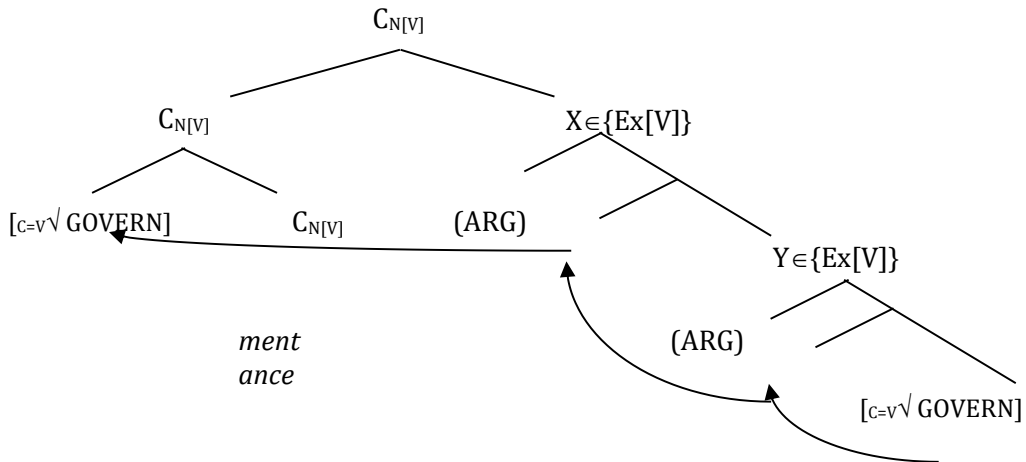 C_N[V]
C_N[V] X∈{Ex[V]}
[C=V√ GOVERN] C_N[V] (ARG)
Y∈{Ex[V]}
ment
(ARG)
ance
[C=V√ GOVERN]